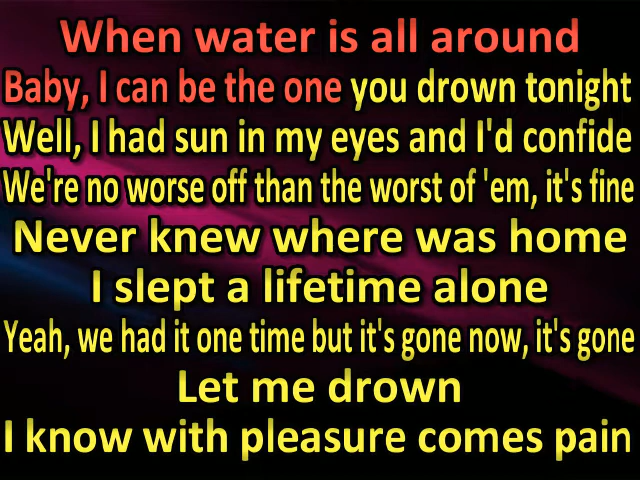 When water is all around
Baby, I can be the one you drown tonight
Well, I had sun in my eyes and I'd confide
We're no worse off than the worst of 'em, it's fine
Never knew where was home
I slept a lifetime alone
Yeah, we had it one time but it's gone now, it's gone
Let me drown
I know with pleasure comes pain